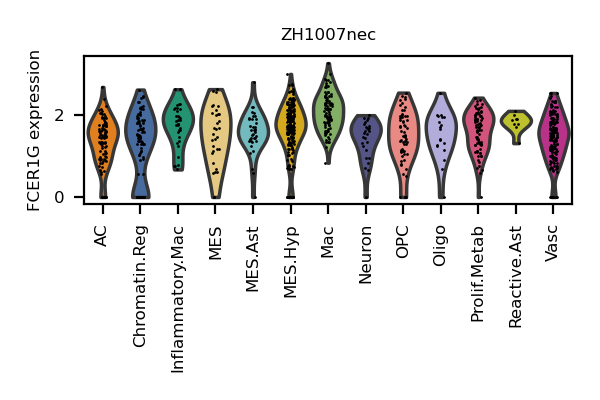 ZH1007nec
FCER1G expression
2
0
AC
Chromatin.Reg
Inflammatory.Mac
MES
MES.Ast
MES.Hyp
Mac
Neuron
OPC
Oligo
Prolif.Metab
Reactive.Ast
Vasc